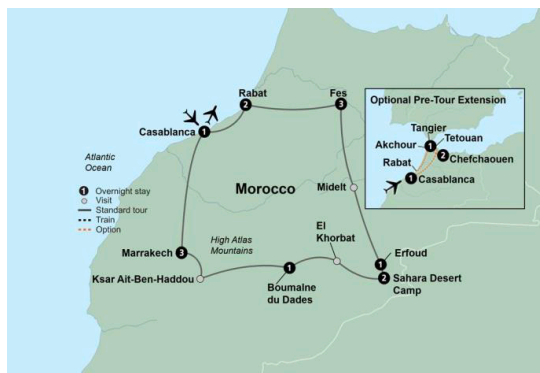 Rabat
2
Fes
3
Casablanca
1
Optional Pre-Tour Extension
Tangier
1
Tetouan
Akchour
2
Chefchaouen
Rabat
1
Casablanca
Atlantic
Ocean
1 Overnight stay
Visit
Standard tour
Train
Option
Morocco
Midelt
High Atlas
Mountains
Marrakech
3
El
Khorbat
Erfoud
1
Ksar Ait-Ben-Haddou
1
Boumalne
du Dades
2
Sahara Desert
Camp